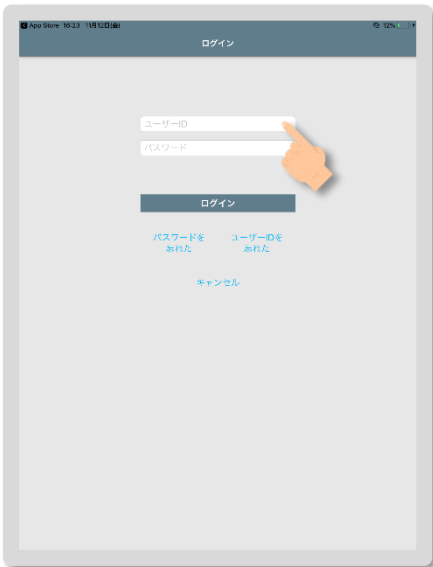 App Store 16:23 11月12日(金) 12%
ログイン
ユーザーID
パスワード
ログイン
パスワードを
忘れた
ユーザーIDを
忘れた
キャンセル